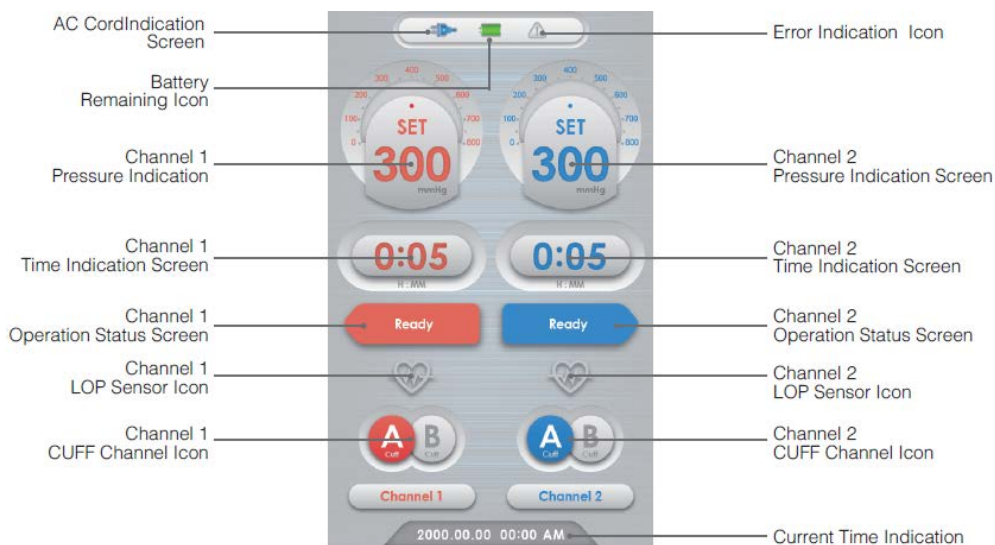 AC CordIndication
Screen
Battery
Remaining Icon
Channel 1
Pressure Indication
Channel 1
Time Indication Screen
Channel 1
Operation Status Screen
Channel 1
LOP Sensor Icon
Channel 1
CUFF Channel Icon
0 100 200 300 400 500 600 700 800
SET
300
mmHg
0:05
H : MM
Ready
A
Cuff
B
Cuff
Channel 1
0 100 200 300 400 500 600 700 800
SET
300
mmHg
0:05
H : MM
Ready
A
Cuff
B
Cuff
Channel 2
2000.00.00 00:00 AM
Error Indication Icon
Channel 2
Pressure Indication Screen
Channel 2
Time Indication Screen
Channel 2
Operation Status Screen
Channel 2
LOP Sensor Icon
Channel 2
CUFF Channel Icon
Current Time Indication